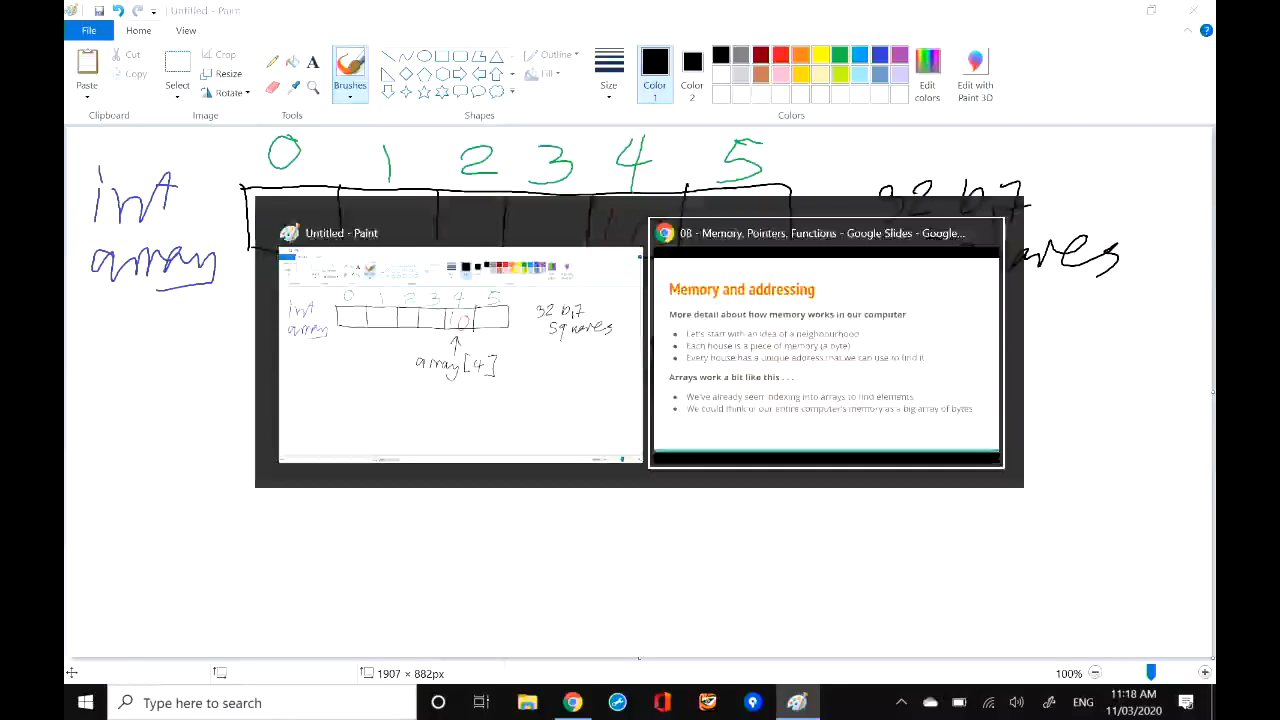 Untitled - Paint
File
Home
View
Paste
Cut
Copy
Clipboard
Select
Crop
Resize
Rotate
Image
Tools
Brushes
Shapes
Outline
Fill
Size
Color
1
Color
2
Edit
colors
Edit with
Paint 3D
Colors
0 1 2 3 4 5
int
array
32 bit
Untitled - Paint
0 1 2 3 4 5
int
array
10
32 bit
squares
array[4]
08 - Memory, Pointers, Functions - Google Slides - Google...
Memory and addressing
More detail about how memory works in our computer
Let's start with an idea of a neighbourhood
Each house is a piece of memory (a byte)
Every house has a unique address that we can use to find it
Arrays work a bit like this . . .
We've already seen indexing into arrays to find elements
We could think of our entire computer's memory as a big array of bytes
1907 × 882px
100%
Type here to search
ENG
11:18 AM
11/03/2020